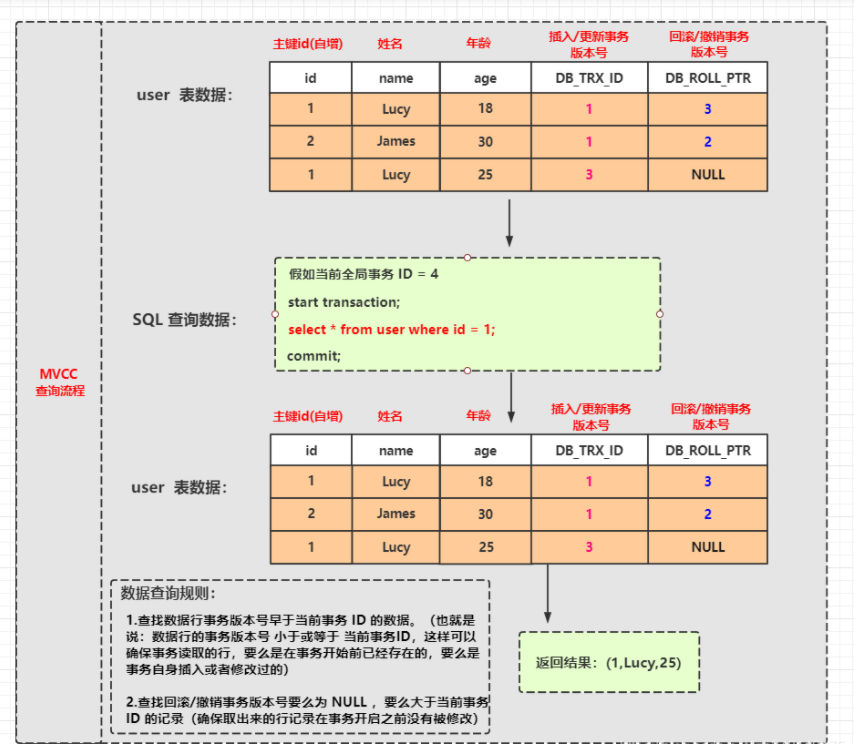 主键id(自增) 姓名 年龄 插入/更新事务 回滚/撤销事务
版本号 版本号
user 表数据：
id name age DB_TRX_ID DB_ROLL_PTR
1 Lucy 18 1 3
2 James 30 1 2
1 Lucy 25 3 NULL
SQL 查询数据：
假如当前全局事务 ID = 4
start transaction;
select * from user where id = 1;
commit;
MVCC
查询流程
主键id(自增) 姓名 年龄 插入/更新事务 回滚/撤销事务
版本号 版本号
user 表数据：
id name age DB_TRX_ID DB_ROLL_PTR
1 Lucy 18 1 3
2 James 30 1 2
1 Lucy 25 3 NULL
数据查询规则：
1.查找数据行事务版本号早于当前事务 ID 的数据。（也就是
说：数据行的事务版本号 小于或等于 当前事务ID，这样可以
确保事务读取的行，要么是在事务开始前已经存在的，要么是
事务自身插入或者修改过的）
2.查找回滚/撤销事务版本号要么为 NULL ，要么大于当前事务
ID 的记录（确保取出来的行记录在事务开启之前没有被修改）
返回结果：(1,Lucy,25)